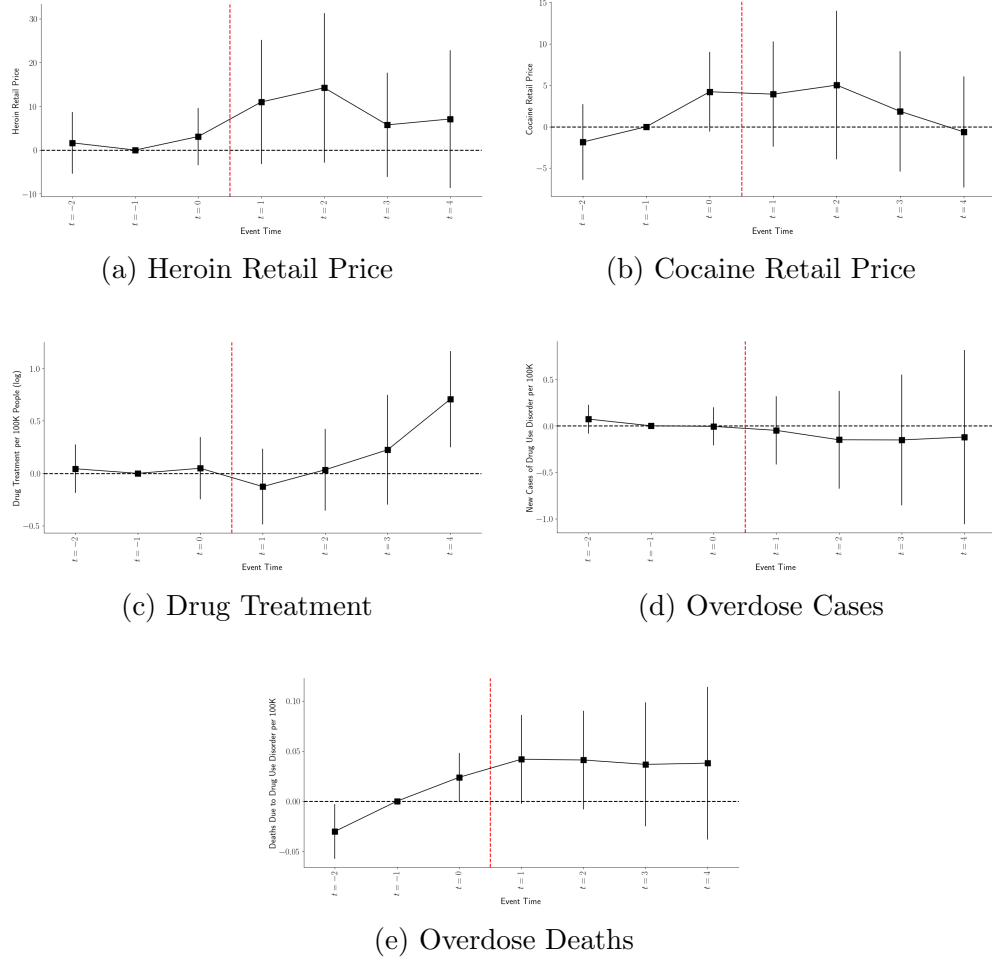 Heroin Retail Price
30
20
10
0
−10
t = −2
t = −1
t = 0
t = 1
t = 2
t = 3
t = 4
Event Time
(a) Heroin Retail Price
Cocaine Retail Price
15
10
5
0
−5
t = −2
t = −1
t = 0
t = 1
t = 2
t = 3
t = 4
Event Time
(b) Cocaine Retail Price
Drug Treatment per 100K People (log)
1.0
0.5
0.0
−0.5
t = −2
t = −1
t = 0
t = 1
t = 2
t = 3
t = 4
Event Time
(c) Drug Treatment
New Cases of Drug Use Disorder per 100K
0.5
0.0
−0.5
−1.0
t = −2
t = −1
t = 0
t = 1
t = 2
t = 3
t = 4
Event Time
(d) Overdose Cases
Deaths Due to Drug Use Disorder per 100K
0.10
0.05
0.00
−0.05
t = −2
t = −1
t = 0
t = 1
t = 2
t = 3
t = 4
Event Time
(e) Overdose Deaths